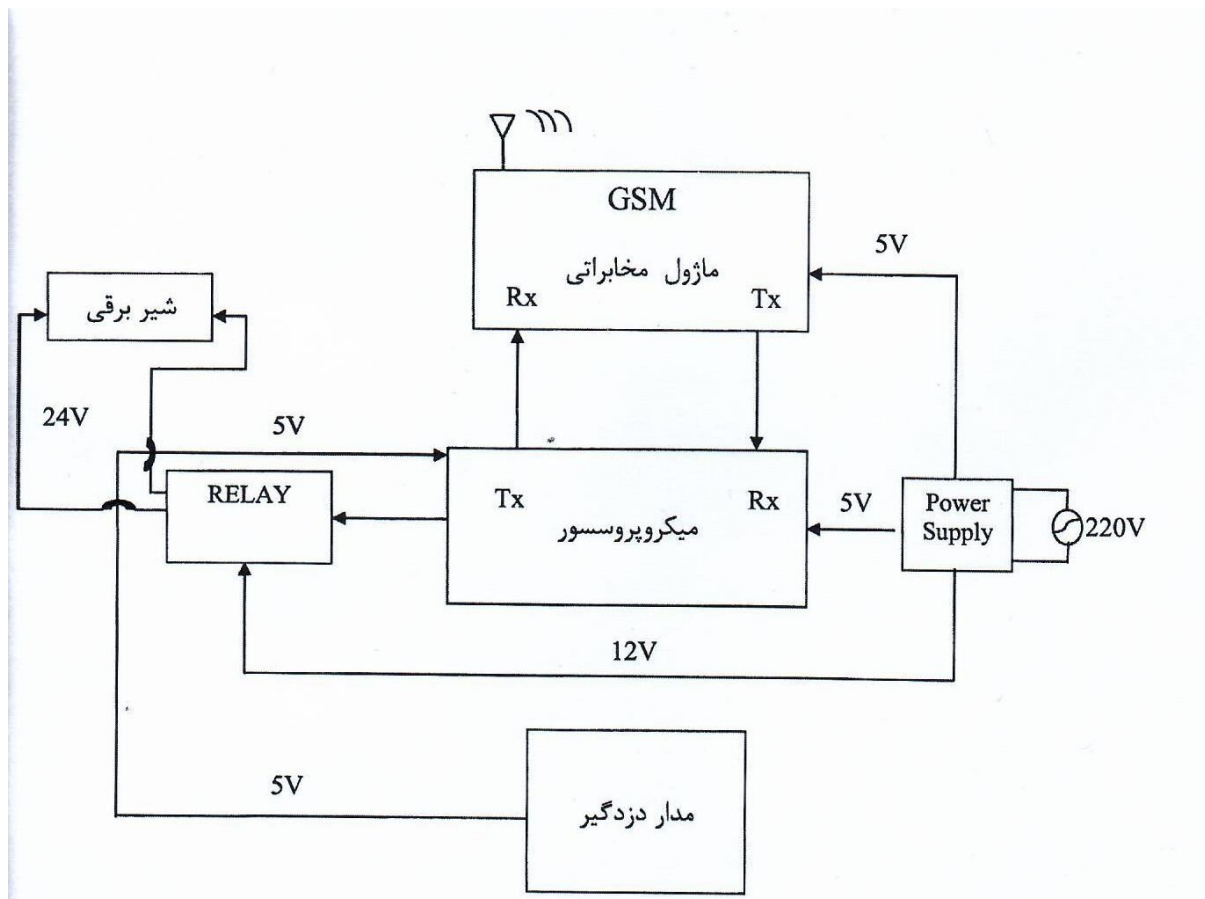 GSM
ماژول مخابراتی
Rx
Tx
5V
شیر برقی
24V
5V
RELAY
Tx
Rx
میکروپروسسور
5V
Power
Supply
220V
12V
5V
مدار دزدگیر